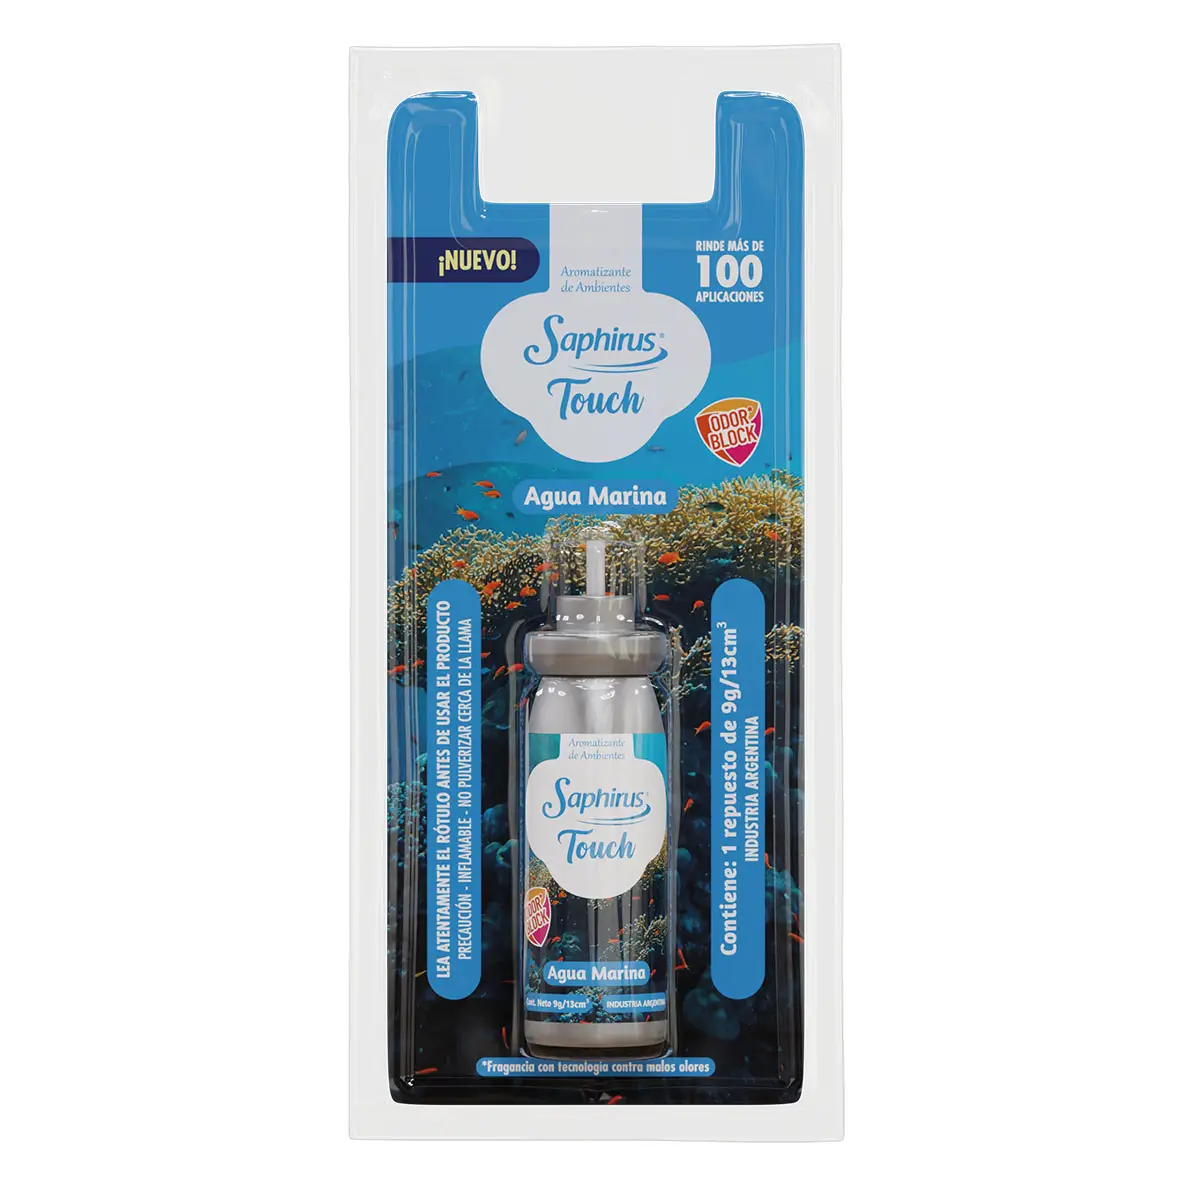 ¡NUEVO!
RINDE MÁS DE
100
APLICACIONES
Aromatizante
de Ambientes
Saphirus®
Touch
ODOR*
BLOCK
Agua Marina
LEA ATENTAMENTE EL RÓTULO ANTES DE USAR EL PRODUCTO
PRECAUCIÓN - INFLAMABLE - NO PULVERIZAR CERCA DE LA LLAMA
Contiene: 1 repuesto de 9g/13cm³
INDUSTRIA ARGENTINA
Aromatizante
de Ambientes
Saphirus®
Touch
ODOR
BLOCK
Agua Marina
Cont. Neto 9g/13cm³
INDUSTRIA ARGENTINA
*Fragancia con tecnología contra malos olores